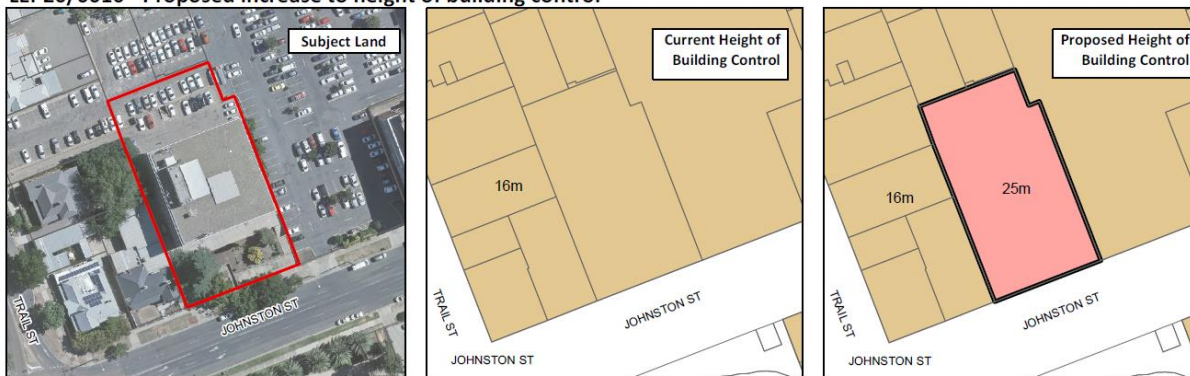 Proposed increase to height of building control
Subject Land
TRAIL ST
JOHNSTON ST
Current Height of
Building Control
16m
TRAIL ST
JOHNSTON ST
JOHNSTON ST
Proposed Height of
Building Control
16m
25m
TRAIL ST
JOHNSTON ST
JOHNSTON ST